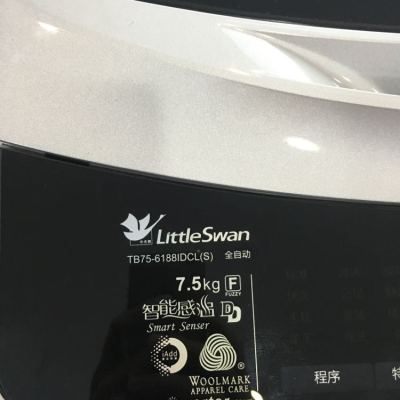 LittleSwan
TB75-6188IDCL(S) 全自动
7.5kg F
FUZZY
智能感温 DD
Smart Senser
iAdd
WOOLMARK
APPAREL CARE
程序